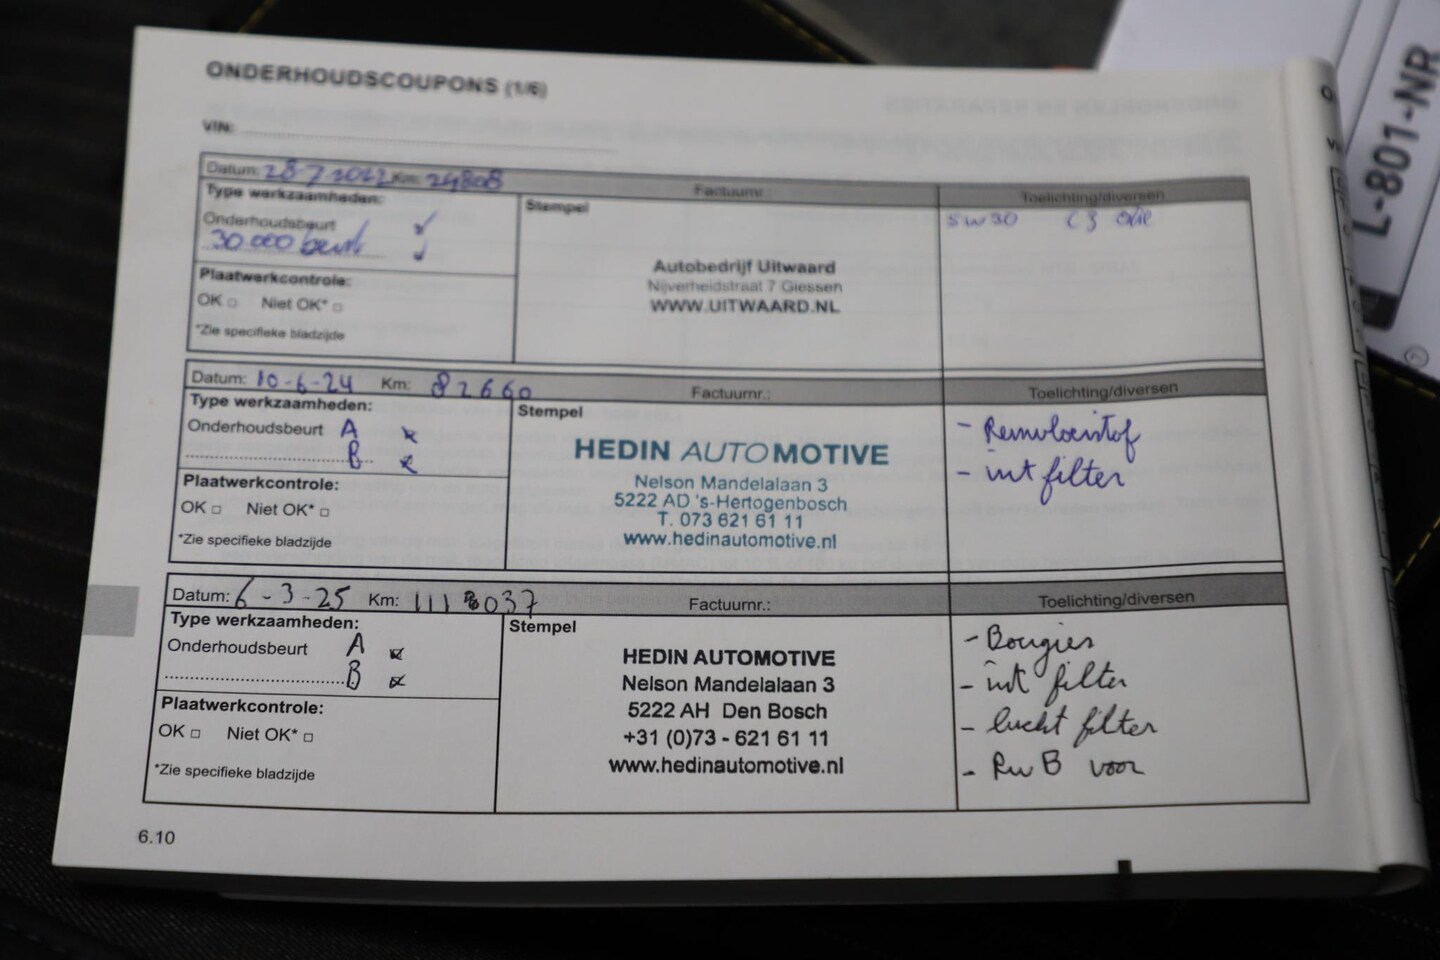 ONDERHOUDSCOUPONS (1/6)
VIN:
Datum: 28-7-2022 Km: 24808 Factuurnr. Toelichting/diversen
Type werkzaamheden: Stempel 5W30 C3 olie
Onderhoudsbeurt
30.000 beurt
Plaatwerkcontrole:
OK □ Niet OK* □
*Zie specifieke bladzijde
Autobedrijf Uitwaard
Nijverheidstraat 7 Giessen
WWW.UITWAARD.NL
Datum: 10-6-24 Km: 82660 Factuurnr.: Toelichting/diversen
Type werkzaamheden: Stempel
Onderhoudsbeurt A
B
Plaatwerkcontrole:
OK □ Niet OK* □
*Zie specifieke bladzijde
HEDIN AUTOMOTIVE
Nelson Mandelalaan 3
5222 AD 's-Hertogenbosch
T. 073 621 61 11
www.hedinautomotive.nl
- Remvloeistof
- int filter
Datum: 6-3-25 Km: 111037 Factuurnr.: Toelichting/diversen
Type werkzaamheden: Stempel
Onderhoudsbeurt A
B
Plaatwerkcontrole:
OK □ Niet OK* □
*Zie specifieke bladzijde
HEDIN AUTOMOTIVE
Nelson Mandelalaan 3
5222 AH Den Bosch
+31 (0)73 - 621 61 11
www.hedinautomotive.nl
- Bougies
- int filter
- lucht filter
- RwB voor
6.10
L-801-NR